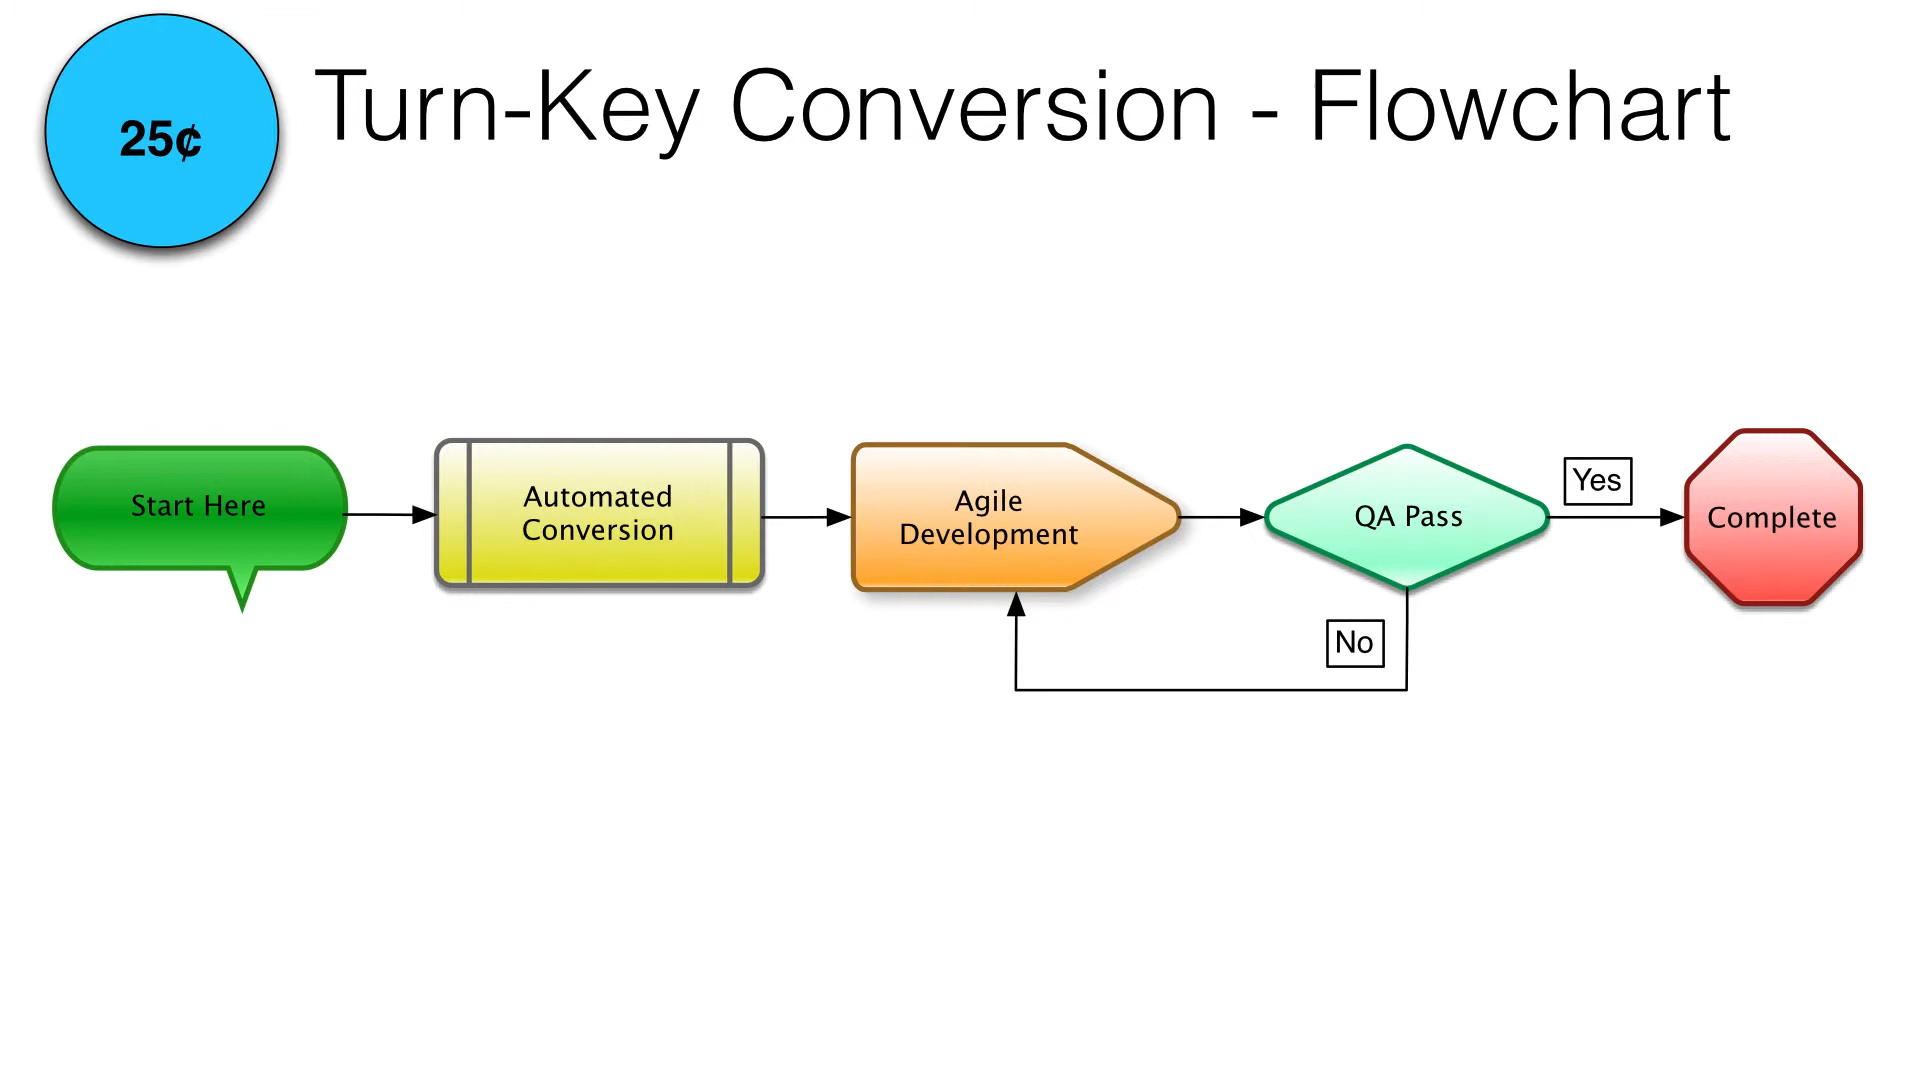 25¢
Turn-Key Conversion - Flowchart
Start Here
Automated
Conversion
Agile
Development
QA Pass
Yes
No
Complete